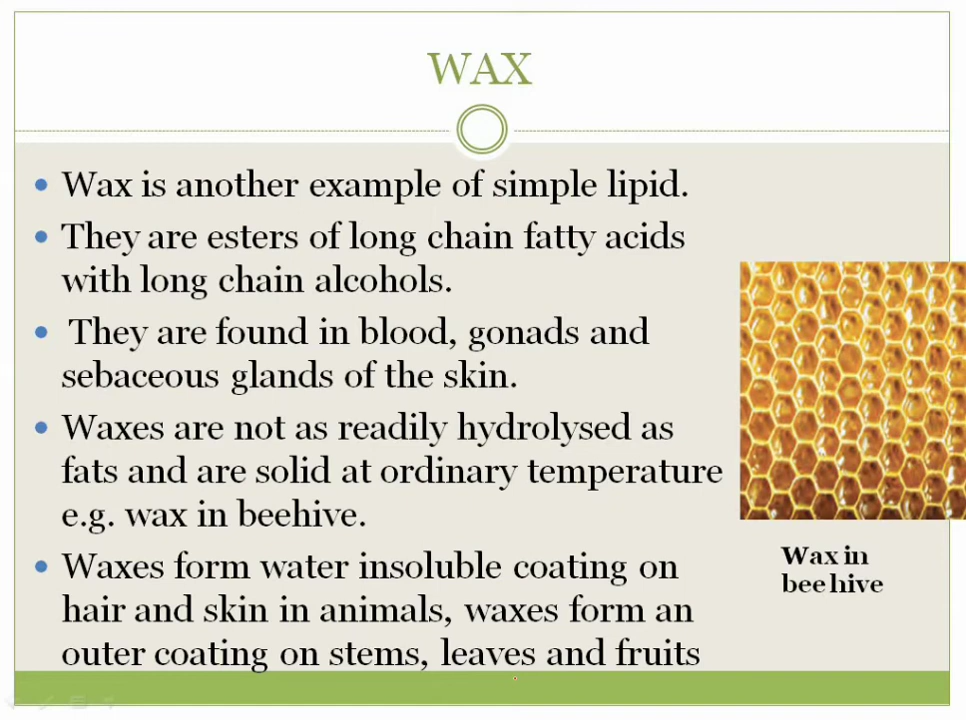 WAX
• Wax is another example of simple lipid.
• They are esters of long chain fatty acids
with long chain alcohols.
• They are found in blood, gonads and
sebaceous glands of the skin.
• Waxes are not as readily hydrolysed as
fats and are solid at ordinary temperature
e.g. wax in beehive.
• Waxes form water insoluble coating on
hair and skin in animals, waxes form an
outer coating on stems, leaves and fruits
Wax in
bee hive